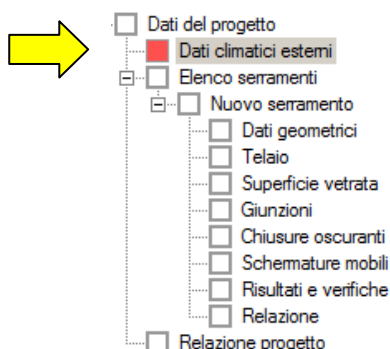 Dati del progetto
Dati climatici esterni
Elenco serramenti
Nuovo serramento
Dati geometrici
Telaio
Superficie vetrata
Giunzioni
Chiusure oscuranti
Schermature mobili
Risultati e verifiche
Relazione
Relazione progetto